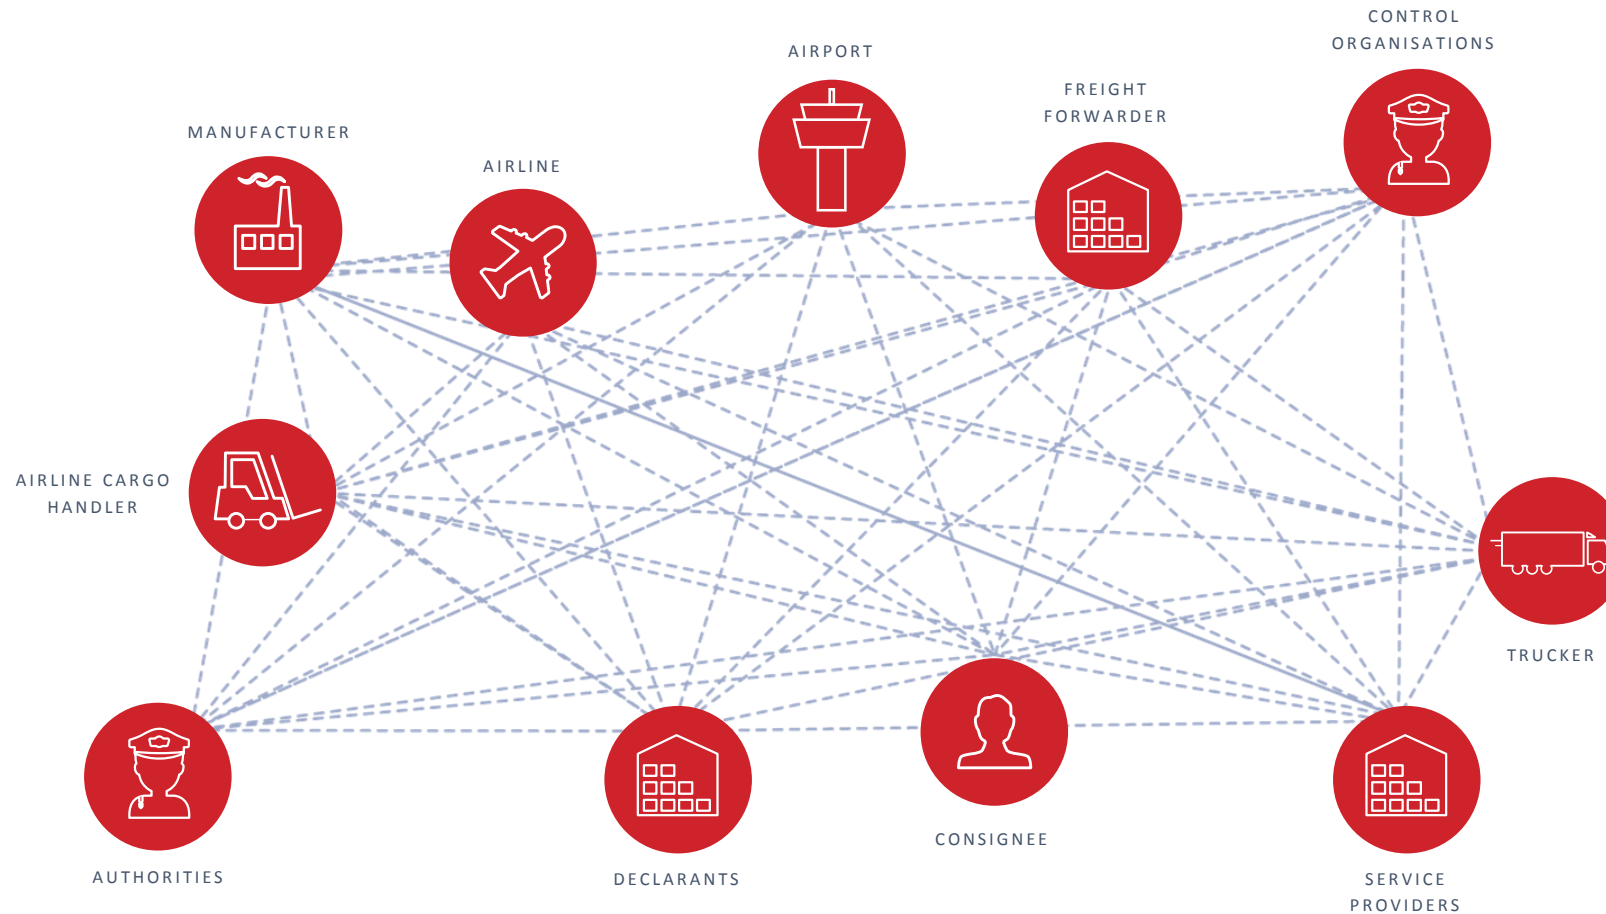 CONTROL
ORGANISATIONS
AIRPORT
FREIGHT
FORWARDER
MANUFACTURER
AIRLINE
AIRLINE CARGO
HANDLER
TRUCKER
CONSIGNEE
AUTHORITIES
DECLARANTS
SERVICE
PROVIDERS